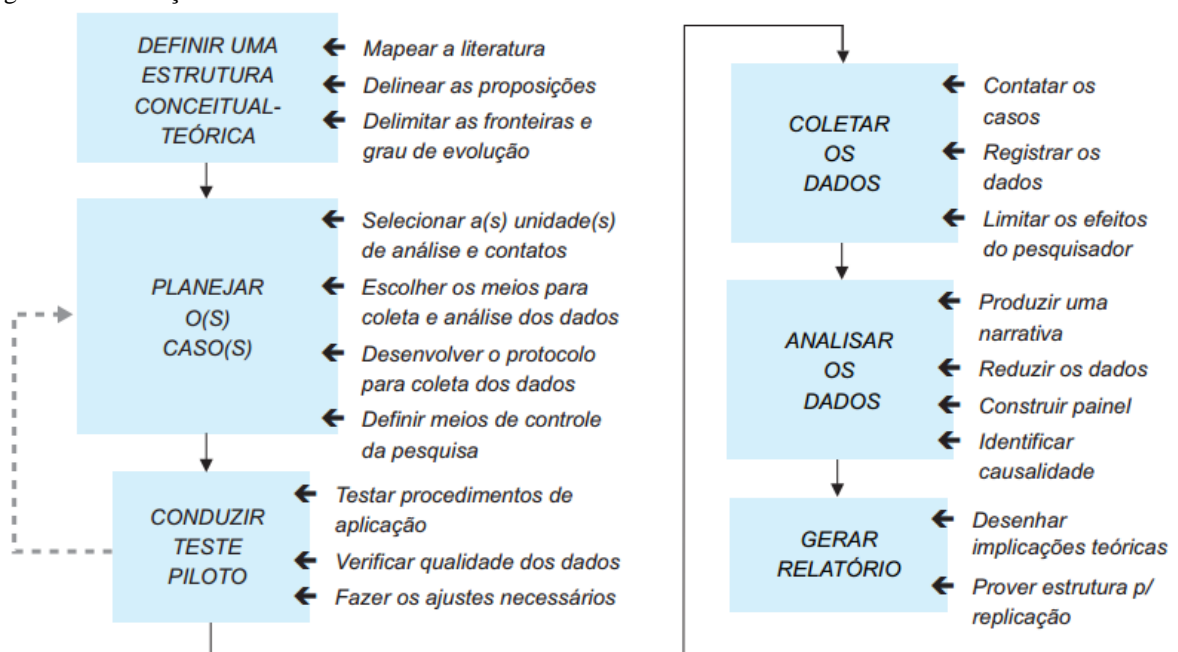 DEFINIR UMA
ESTRUTURA
CONCEITUAL-
TEÓRICA
Mapear a literatura
Delinear as proposições
Delimitar as fronteiras e
grau de evolução
PLANEJAR
O(S)
CASO(S)
Selecionar a(s) unidade(s)
de análise e contatos
Escolher os meios para
coleta e análise dos dados
Desenvolver o protocolo
para coleta dos dados
Definir meios de controle
da pesquisa
CONDUZIR
TESTE
PILOTO
Testar procedimentos de
aplicação
Verificar qualidade dos dados
Fazer os ajustes necessários
COLETAR
OS
DADOS
Contatar os
casos
Registrar os
dados
Limitar os efeitos
do pesquisador
ANALISAR
OS
DADOS
Produzir uma
narrativa
Reduzir os dados
Construir painel
Identificar
causalidade
GERAR
RELATÓRIO
Desenhar
implicações teóricas
Prover estrutura p/
replicação